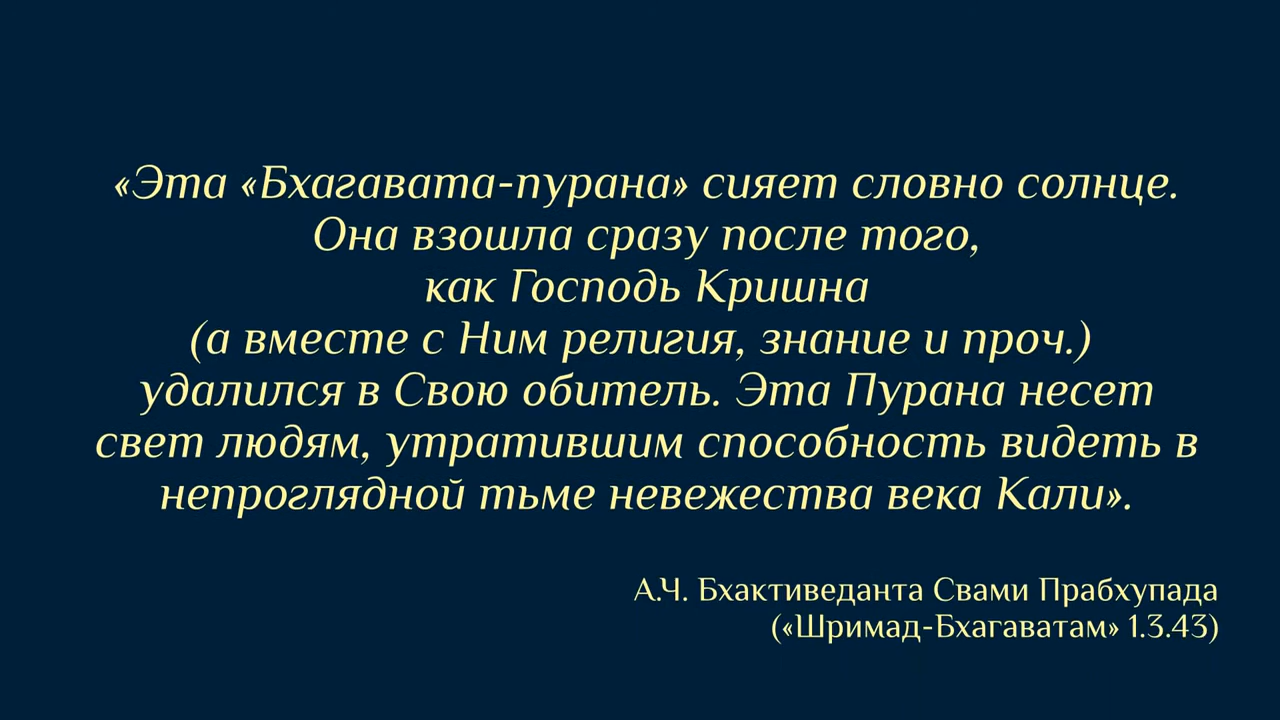 «Эта «Бхагавата-пурана» сияет словно солнце.
Она взошла сразу после того,
как Господь Кришна
(а вместе с Ним религия, знание и проч.)
удалился в Свою обитель. Эта Пурана несет
свет людям, утратившим способность видеть в
непроглядной тьме невежества века Кали».
А.Ч. Бхактиведанта Свами Прабхупада
(«Шримад-Бхагаватам» 1.3.43)